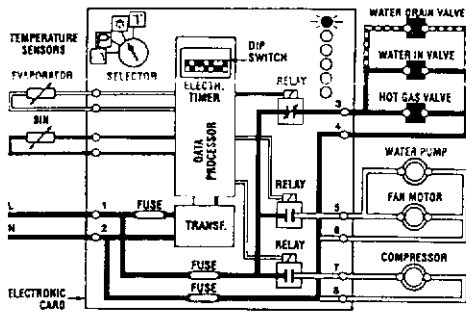 TEMPERATURE
SENSORS
EVAPORATOR
BIN
L
N
1
2
SELECTOR
DIP
SWITCH
ELECTR.
TIMER
DATA
PROCESSOR
TRANSF.
FUSE
FUSE
FUSE
RELAY
RELAY
RELAY
3
4
5
6
7
8
WATER DRAIN VALVE
WATER IN VALVE
HOT GAS VALVE
WATER PUMP
FAN MOTOR
COMPRESSOR
ELECTRONIC
CARD